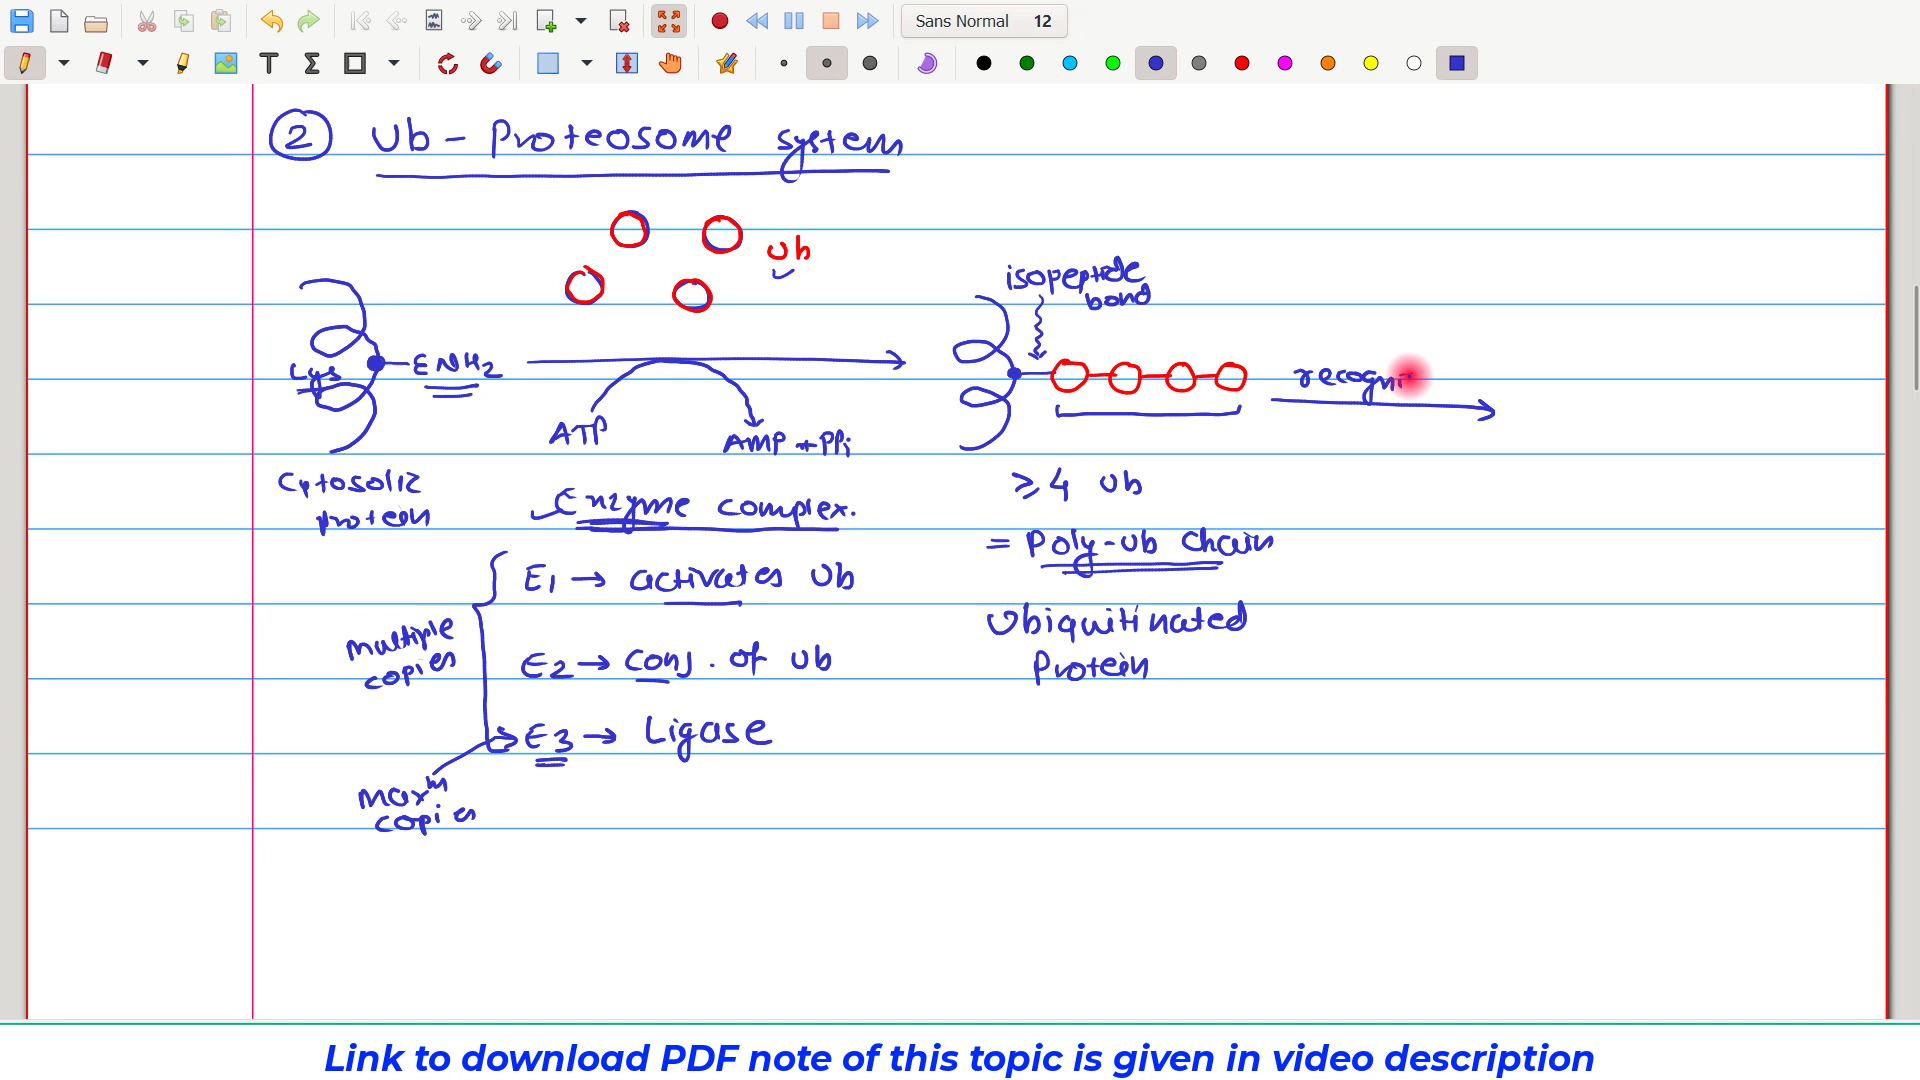 Sans Normal 12
② Ub - Proteosome system
Ub
isopeptide
bond
Lys
ENH2
recogni
ATP
AMP + PPi
Cytosolic
protein
≥ 4 Ub
Enzyme complex.
= Poly-Ub chain
E1 → activates Ub
Ubiquitinated
Protein
multiple
copies
E2 → conj. of Ub
E3 → Ligase
maxm
copies
Link to download PDF note of this topic is given in video description